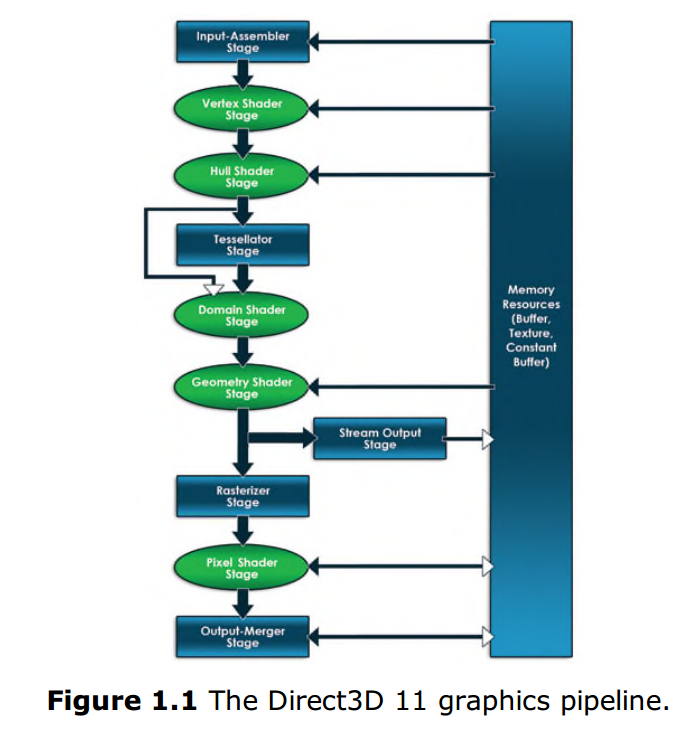 Input-Assembler
Stage
Vertex Shader
Stage
Hull Shader
Stage
Tessellator
Stage
Domain Shader
Stage
Geometry Shader
Stage
Stream Output
Stage
Rasterizer
Stage
Pixel Shader
Stage
Output-Merger
Stage
Memory
Resources
(Buffer,
Texture,
Constant
Buffer)
Figure 1.1 The Direct3D 11 graphics pipeline.